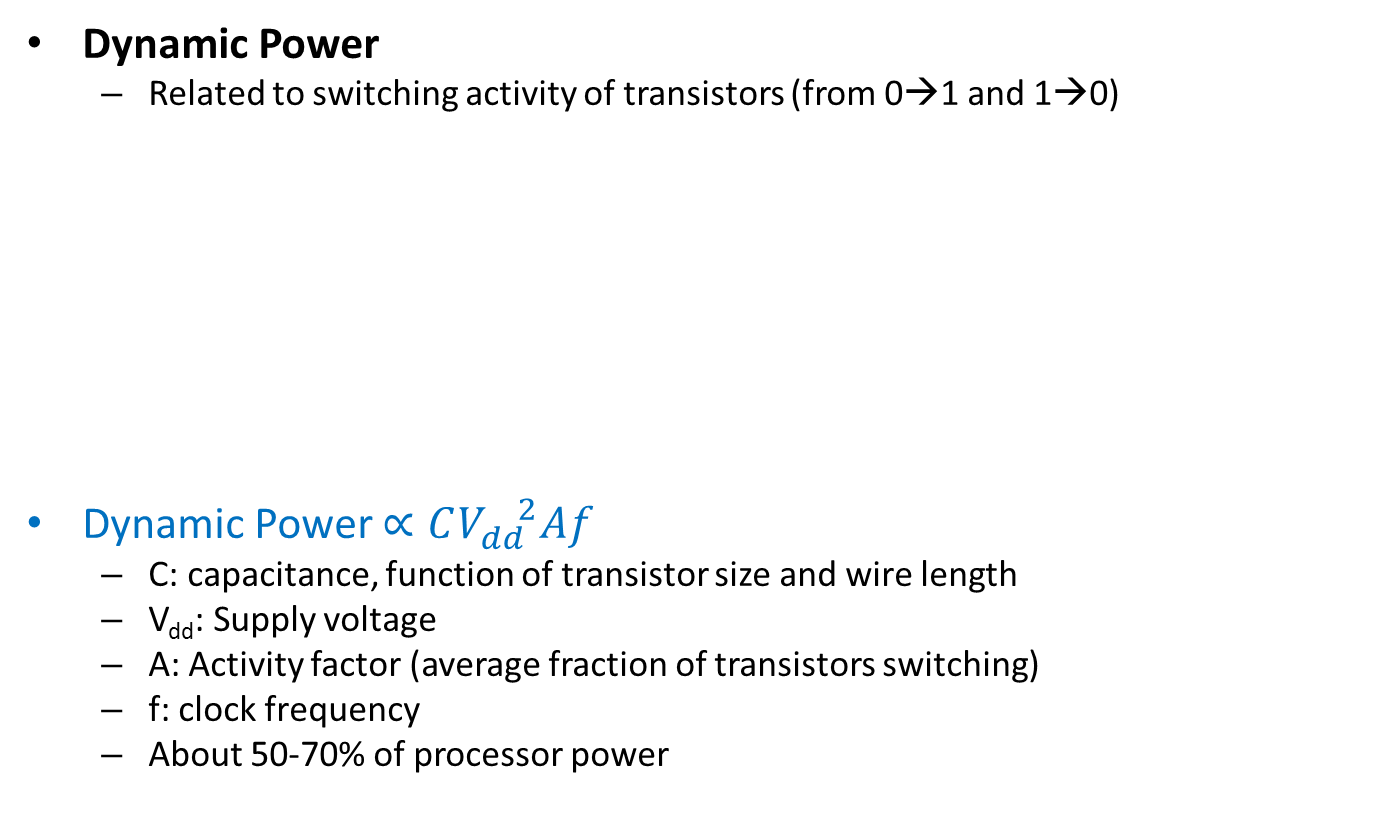 • Dynamic Power
– Related to switching activity of transistors (from 0→1 and 1→0)
• Dynamic Power ∝ 𝐶𝑉𝑑𝑑²𝐴𝑓
– C: capacitance, function of transistor size and wire length
– Vdd: Supply voltage
– A: Activity factor (average fraction of transistors switching)
– f: clock frequency
– About 50-70% of processor power